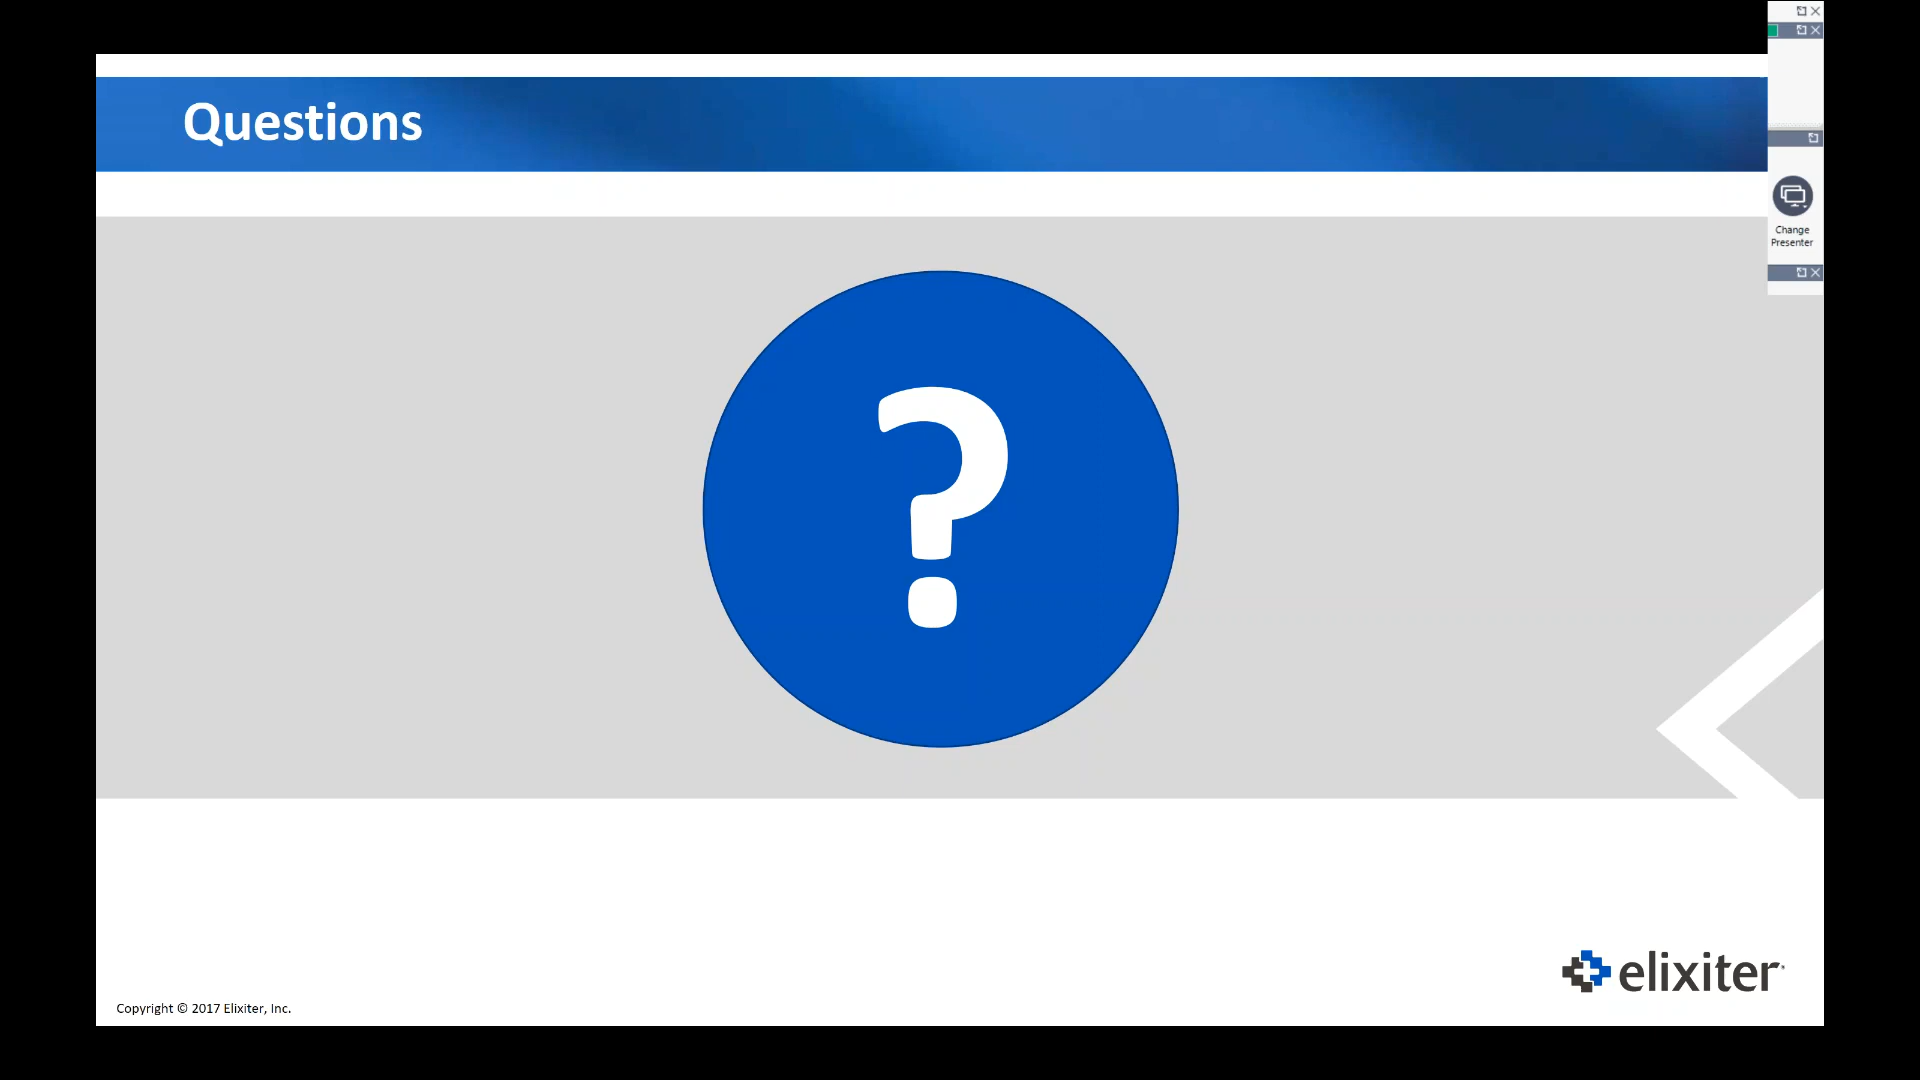 Questions
Change
Presenter
?
elixiter
Copyright © 2017 Elixiter, Inc.